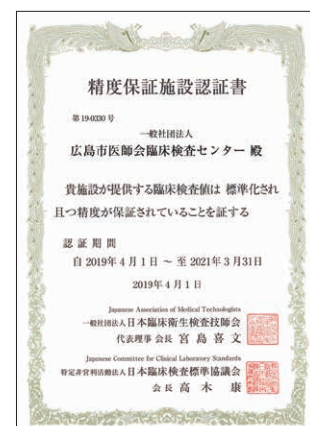 精度保証施設認証書
第19-0330号
一般社団法人
広島市医師会臨床検査センター 殿
貴施設が提供する臨床検査値は 標準化され
且つ精度が保証されていることを証する
認証期間
自 2019年4月1日 ～ 至 2021年3月31日
2019年4月1日
Japanese Association of Medical Technologists
一般社団法人日本臨床衛生検査技師会
代表理事 会長 宮島喜文
Japanese Committee for Clinical Laboratory Standards
特定非営利活動法人日本臨床検査標準協議会
会長 高木 康